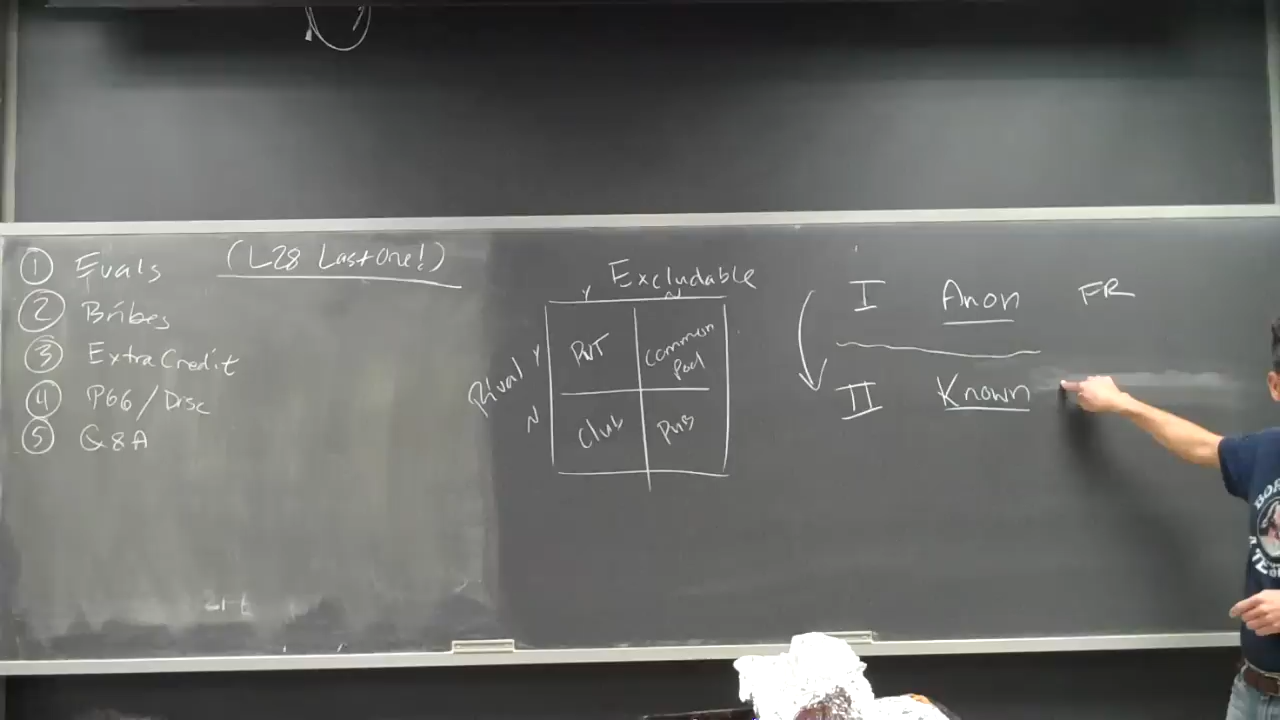 (L28 Last One!)
① Evals
② Bribes
③ Extra Credit
④ PGG/Disc
⑤ Q&A
Excludable
Y N
Rival Y N
PVT Common Pool
Club Pub
I Anon FR
II Known